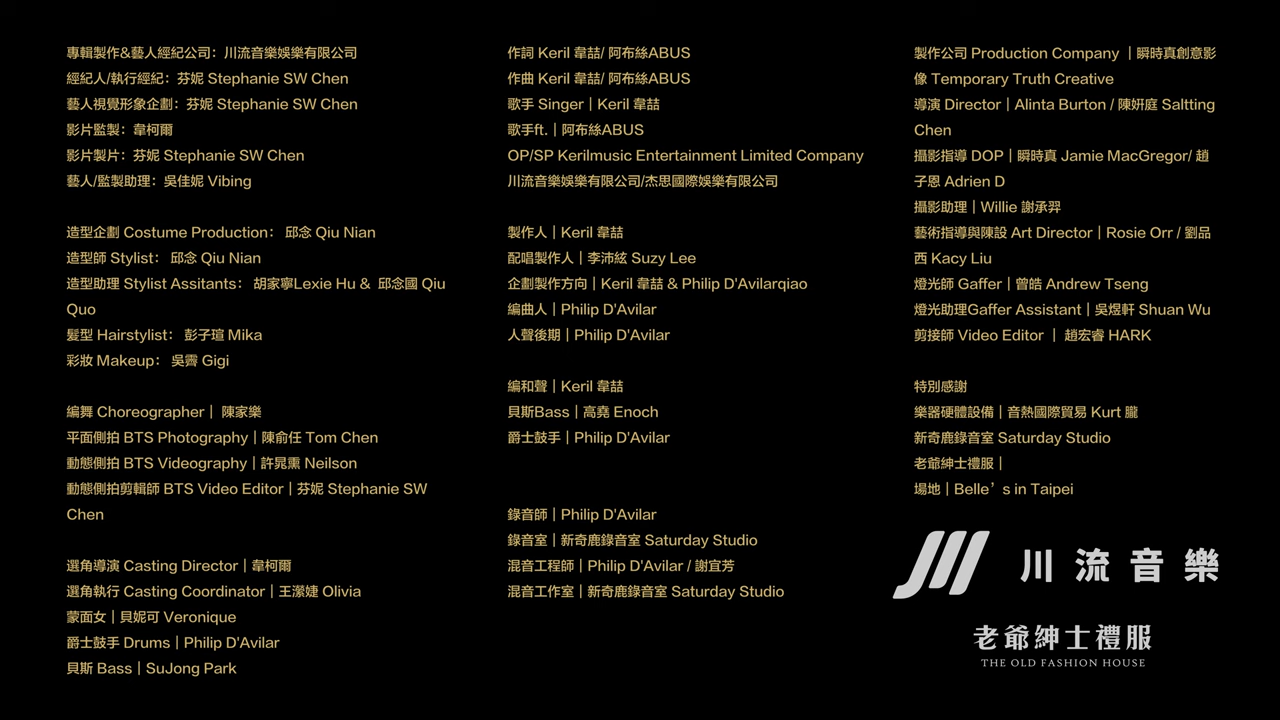 專輯製作&藝人經紀公司：川流音樂娛樂有限公司
經紀人/執行經紀：芬妮 Stephanie SW Chen
藝人視覺形象企劃：芬妮 Stephanie SW Chen
影片監製：韋柯爾
影片製片：芬妮 Stephanie SW Chen
藝人/監製助理：吳佳妮 Vibing
造型企劃 Costume Production： 邱念 Qiu Nian
造型師 Stylist： 邱念 Qiu Nian
造型助理 Stylist Assitants： 胡家寧Lexie Hu & 邱念國 Qiu
Quo
髮型 Hairstylist： 彭子瑄 Mika
彩妝 Makeup： 吳霽 Gigi
編舞 Choreographer｜ 陳家樂
平面側拍 BTS Photography｜陳俞任 Tom Chen
動態側拍 BTS Videography｜許晁熏 Neilson
動態側拍剪輯師 BTS Video Editor｜芬妮 Stephanie SW
Chen
選角導演 Casting Director｜韋柯爾
選角執行 Casting Coordinator｜王瀠婕 Olivia
蒙面女｜貝妮可 Veronique
爵士鼓手 Drums｜Philip D'Avilar
貝斯 Bass｜SuJong Park
作詞 Keril 韋喆/ 阿布絲ABUS
作曲 Keril 韋喆/ 阿布絲ABUS
歌手 Singer｜Keril 韋喆
歌手ft.｜阿布絲ABUS
OP/SP Kerilmusic Entertainment Limited Company
川流音樂娛樂有限公司/杰思國際娛樂有限公司
製作人｜Keril 韋喆
配唱製作人｜李沛絃 Suzy Lee
企劃製作方向｜Keril 韋喆 & Philip D'Avilarqiao
編曲人｜Philip D'Avilar
人聲後期｜Philip D'Avilar
編和聲｜Keril 韋喆
貝斯Bass｜高堯 Enoch
爵士鼓手｜Philip D'Avilar
錄音師｜Philip D'Avilar
錄音室｜新奇鹿錄音室 Saturday Studio
混音工程師｜Philip D'Avilar / 謝宜芳
混音工作室｜新奇鹿錄音室 Saturday Studio
製作公司 Production Company ｜瞬時真創意影
像 Temporary Truth Creative
導演 Director｜Alinta Burton / 陳姸庭 Saltting
Chen
攝影指導 DOP｜瞬時真 Jamie MacGregor/ 趙
子恩 Adrien D
攝影助理｜Willie 謝承羿
藝術指導與陳設 Art Director｜Rosie Orr / 劉品
西 Kacy Liu
燈光師 Gaffer｜曾皓 Andrew Tseng
燈光助理Gaffer Assistant｜吳煜軒 Shuan Wu
剪接師 Video Editor ｜ 趙宏睿 HARK
特別感謝
樂器硬體設備｜音熱國際貿易 Kurt 朧
新奇鹿錄音室 Saturday Studio
老爺紳士禮服｜
場地｜Belle’s in Taipei
川流音樂
老爺紳士禮服
THE OLD FASHION HOUSE